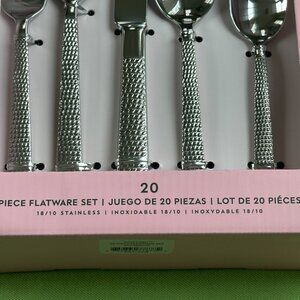 20
PIECE FLATWARE SET | JUEGO DE 20 PIEZAS | LOT DE 20 PIÈCES
18/10 STAINLESS | INOXIDABLE 18/10 | INOXYDABLE 18/10